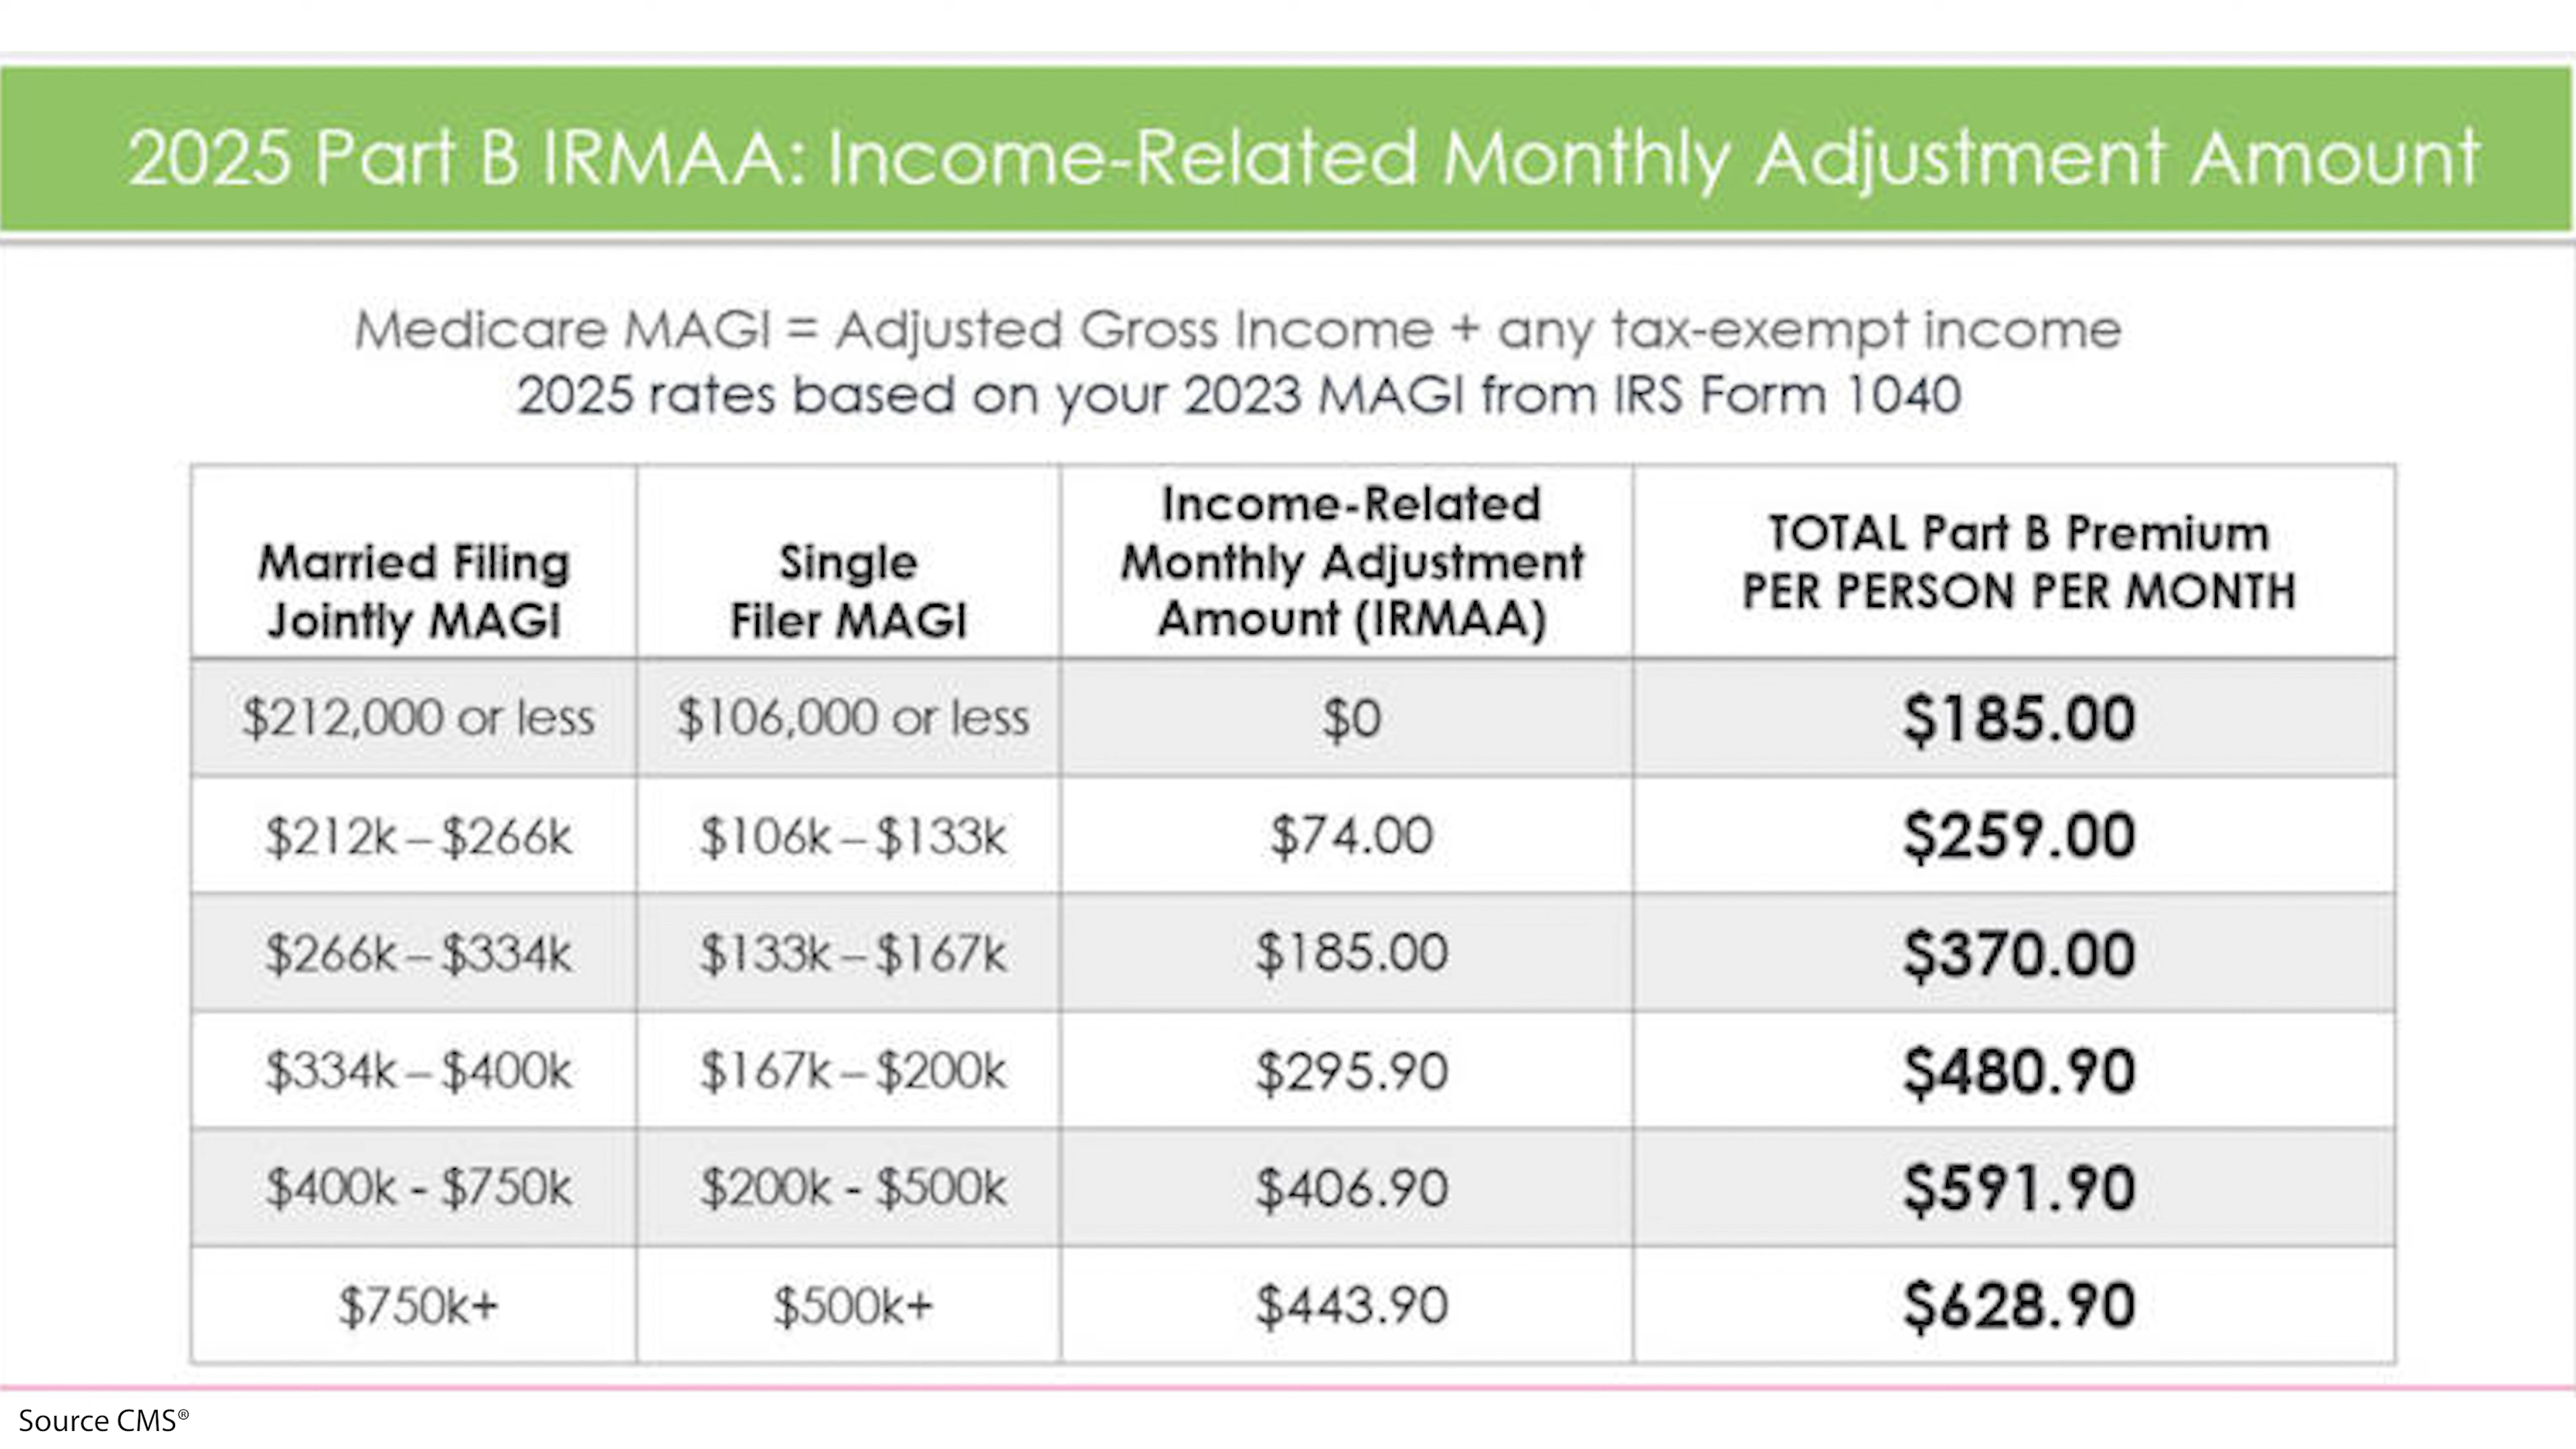 2025 Part B IRMAA: Income-Related Monthly Adjustment Amount
Medicare MAGI = Adjusted Gross Income + any tax-exempt income
2025 rates based on your 2023 MAGI from IRS Form 1040
Married Filing
Jointly MAGI
Single
Filer MAGI
Income-Related
Monthly Adjustment
Amount (IRMAA)
TOTAL Part B Premium
PER PERSON PER MONTH
$212,000 or less $106,000 or less $0 $185.00
$212k – $266k $106k – $133k $74.00 $259.00
$266k – $334k $133k – $167k $185.00 $370.00
$334k – $400k $167k – $200k $295.90 $480.90
$400k - $750k $200k - $500k $406.90 $591.90
$750k+ $500k+ $443.90 $628.90
Source CMS®